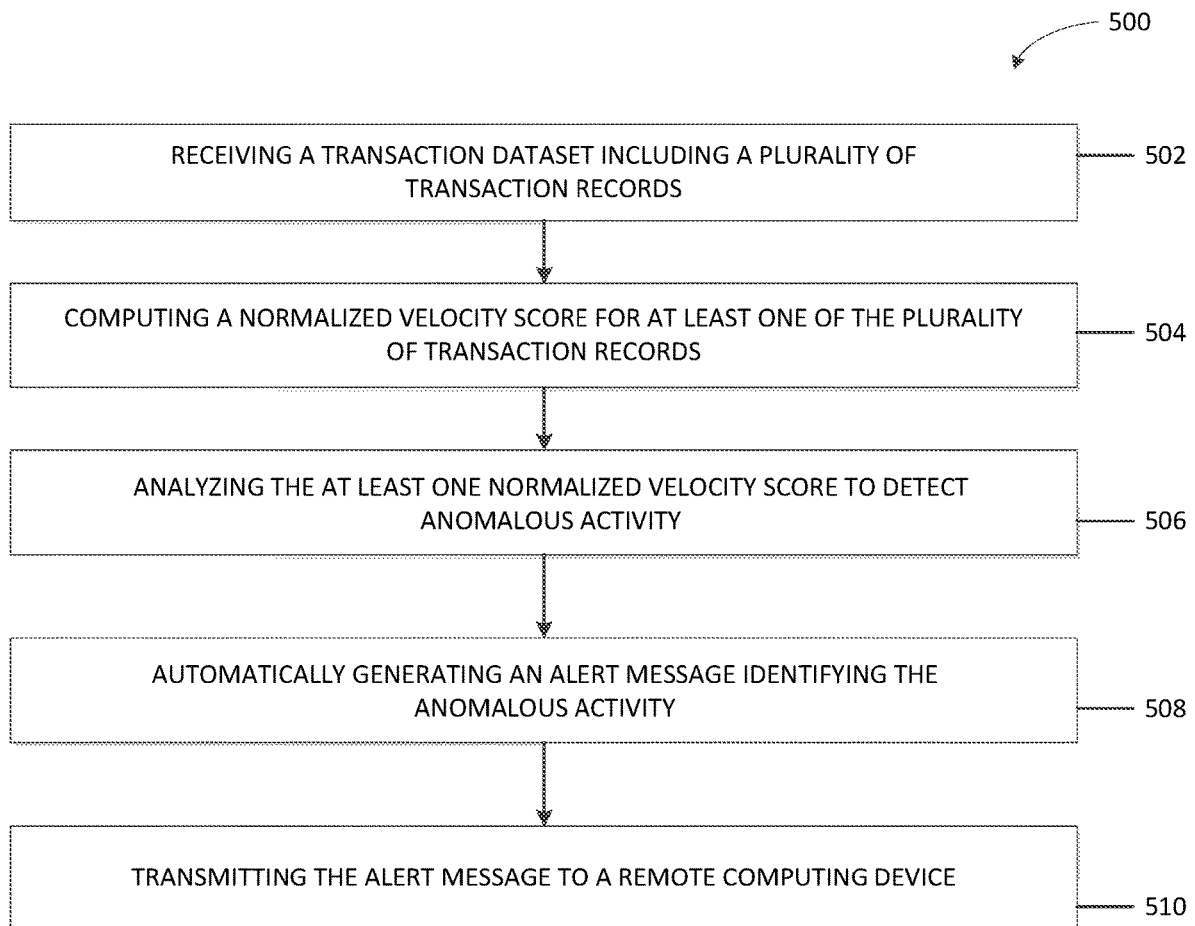 500
RECEIVING A TRANSACTION DATASET INCLUDING A PLURALITY OF
TRANSACTION RECORDS
502
COMPUTING A NORMALIZED VELOCITY SCORE FOR AT LEAST ONE OF THE PLURALITY
OF TRANSACTION RECORDS
504
ANALYZING THE AT LEAST ONE NORMALIZED VELOCITY SCORE TO DETECT
ANOMALOUS ACTIVITY
506
AUTOMATICALLY GENERATING AN ALERT MESSAGE IDENTIFYING THE
ANOMALOUS ACTIVITY
508
TRANSMITTING THE ALERT MESSAGE TO A REMOTE COMPUTING DEVICE
510